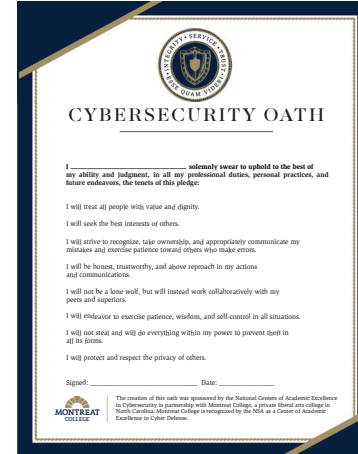 INTEGRITY • SERVICE • TRUST
ESSE QUAM VIDERI
CYBERSECURITY OATH
I ______________________ solemnly swear to uphold to the best of
my ability and judgment, in all my professional duties, personal practices, and
future endeavors, the tenets of this pledge:
I will treat all people with value and dignity.
I will seek the best interests of others.
I will strive to recognize, take ownership, and appropriately communicate my
mistakes and exercise patience toward others who make errors.
I will be honest, trustworthy, and above reproach in my actions
and communications.
I will not be a lone wolf, but will instead work collaboratively with my
peers and superiors.
I will endeavor to exercise patience, wisdom, and self-control in all situations.
I will not steal and will do everything within my power to prevent theft in
all its forms.
I will protect and respect the privacy of others.
Signed: ______________________ Date: ____________
MONTREAT
COLLEGE
The creation of this oath was sponsored by the National Centers of Academic Excellence
in Cybersecurity in partnership with Montreat College, a private liberal arts college in
North Carolina. Montreat College is recognized by the NSA as a Center of Academic
Excellence in Cyber Defense.